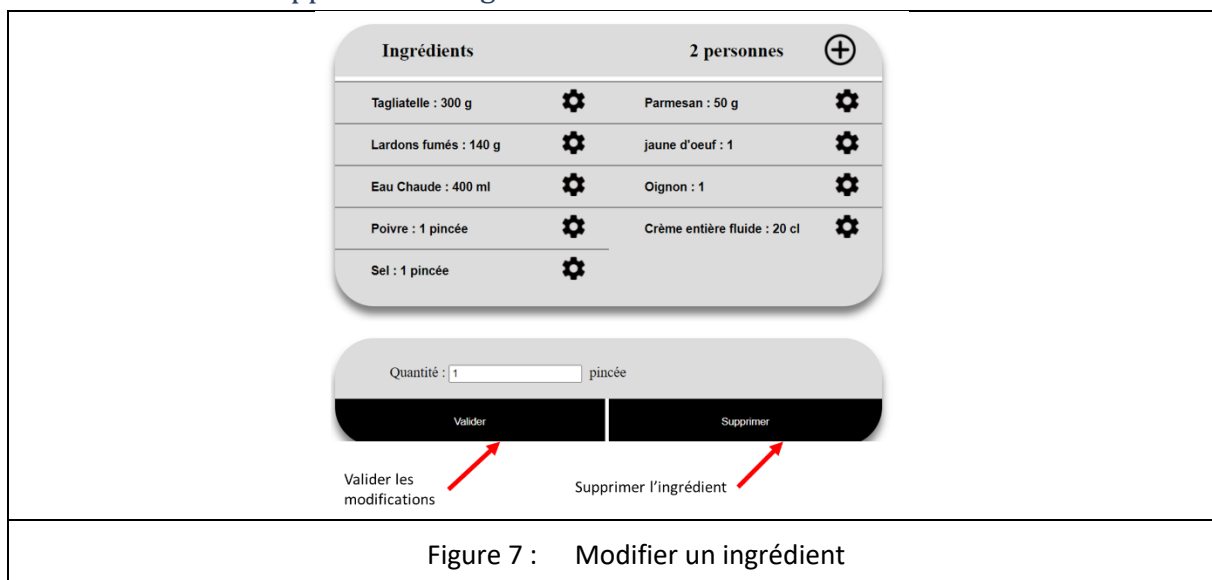 Ingrédients 2 personnes
Tagliatelle : 300 g Parmesan : 50 g
Lardons fumés : 140 g jaune d'oeuf : 1
Eau Chaude : 400 ml Oignon : 1
Poivre : 1 pincée Crème entière fluide : 20 cl
Sel : 1 pincée
Quantité : 1 pincée
Valider Supprimer
Valider les
modifications
Supprimer l’ingrédient
Figure 7 : Modifier un ingrédient